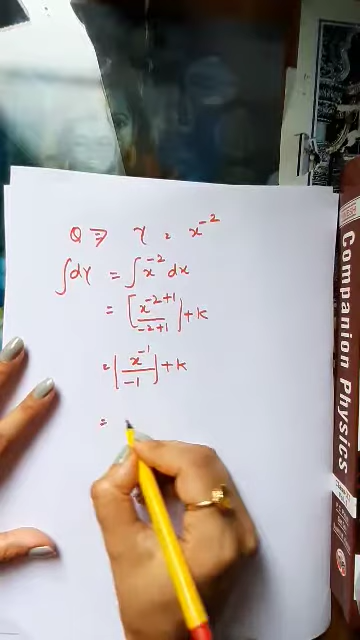 Q ⇒ Y = x⁻²
∫dY = ∫x⁻² dx
= [x⁻²⁺¹/-2+1] + k
= [x⁻¹/-1] + k
=
Companion Physics